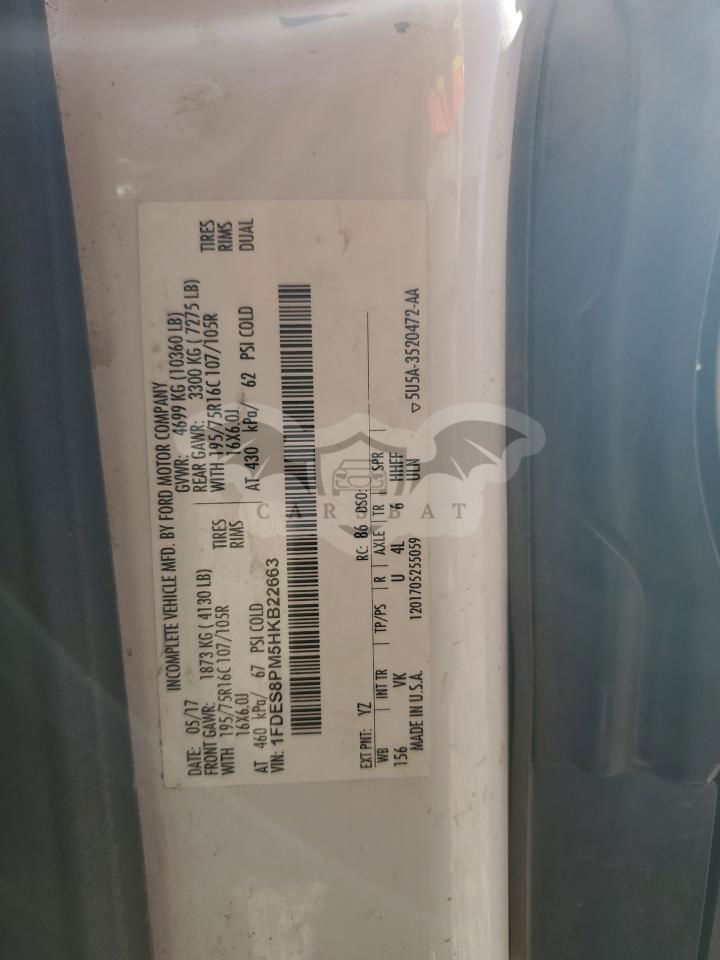 INCOMPLETE VEHICLE MFD. BY FORD MOTOR COMPANY
DATE: 05/17 GVWR: 4699 KG (10360 LB)
FRONT GAWR: 1873 KG ( 4130 LB) REAR GAWR: 3300 KG ( 7275 LB)
WITH 195/75R16C 107/105R TIRES WITH 195/75R16C 107/105R TIRES
16X6.0J RIMS 16X6.0J RIMS
AT 460 kPa/ 67 PSI COLD AT 430 kPa/ 62 PSI COLD DUAL
VIN: 1FDES8PM5HKB22663
EXT PNT: YZ RC: 86 DSO:
WB INT TR TP/PS R AXLE TR SPR
156 VK U 4L 6 HHFF
MADE IN U.S.A. 1201705255059 ULN
▽ 5U5A-3520472-AA
CARSBAT